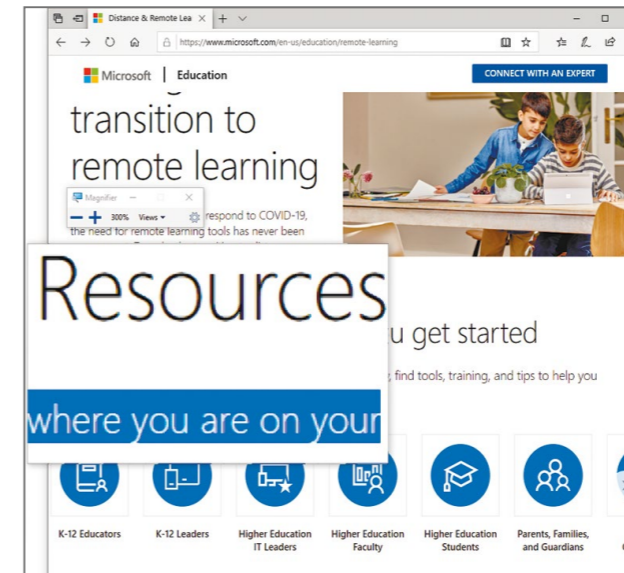 Distance & Remote Lea
https://www.microsoft.com/en-us/education/remote-learning
Microsoft | Education
CONNECT WITH AN EXPERT
transition to
remote learning
Magnifier
300% Views
respond to COVID-19,
the need for remote learning tools has never been
Resources
u get started
, find tools, training, and tips to help you
where you are on your
K-12 Educators
K-12 Leaders
Higher Education
IT Leaders
Higher Education
Faculty
Higher Education
Students
Parents, Families,
and Guardians